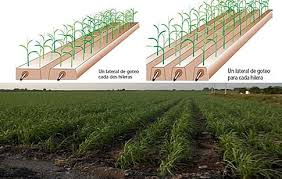 Un lateral de goteo
cada dos hileras
Un lateral de goteo
para cada hilera